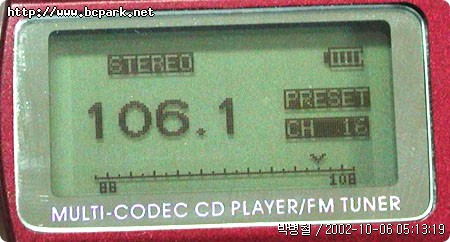 http://www.bcpark.net
STEREO
106.1
PRESET
CH 16
88 108
MULTI-CODEC CD PLAYER/FM TUNER
박병철 / 2002-10-06 05:13:19